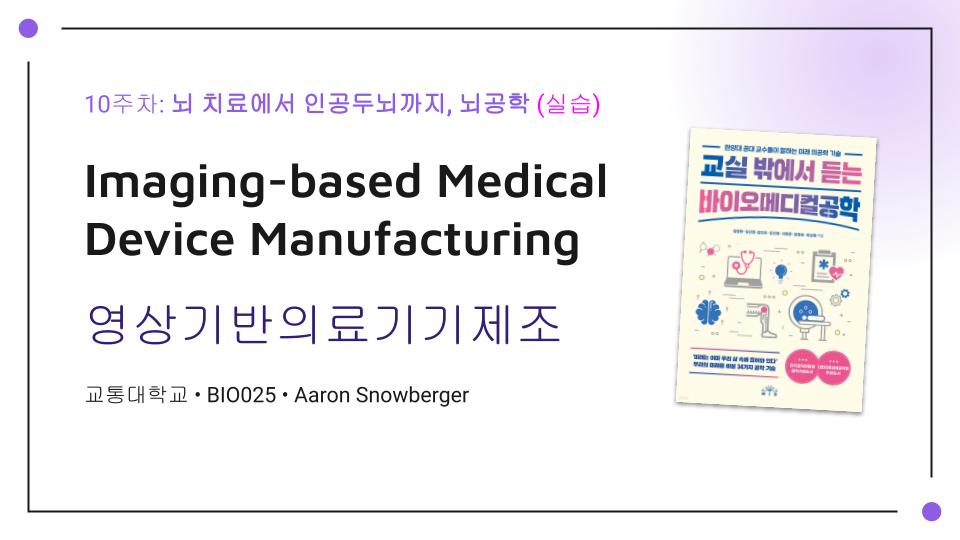 10주차: 뇌 치료에서 인공두뇌까지, 뇌공학 (실습)
Imaging-based Medical
Device Manufacturing
영상기반의료기기제조
교통대학교 • BIO025 • Aaron Snowberger
한양대 공대 교수들이 말하는 미래 의공학 기술
교실 밖에서 듣는
바이오메디컬공학